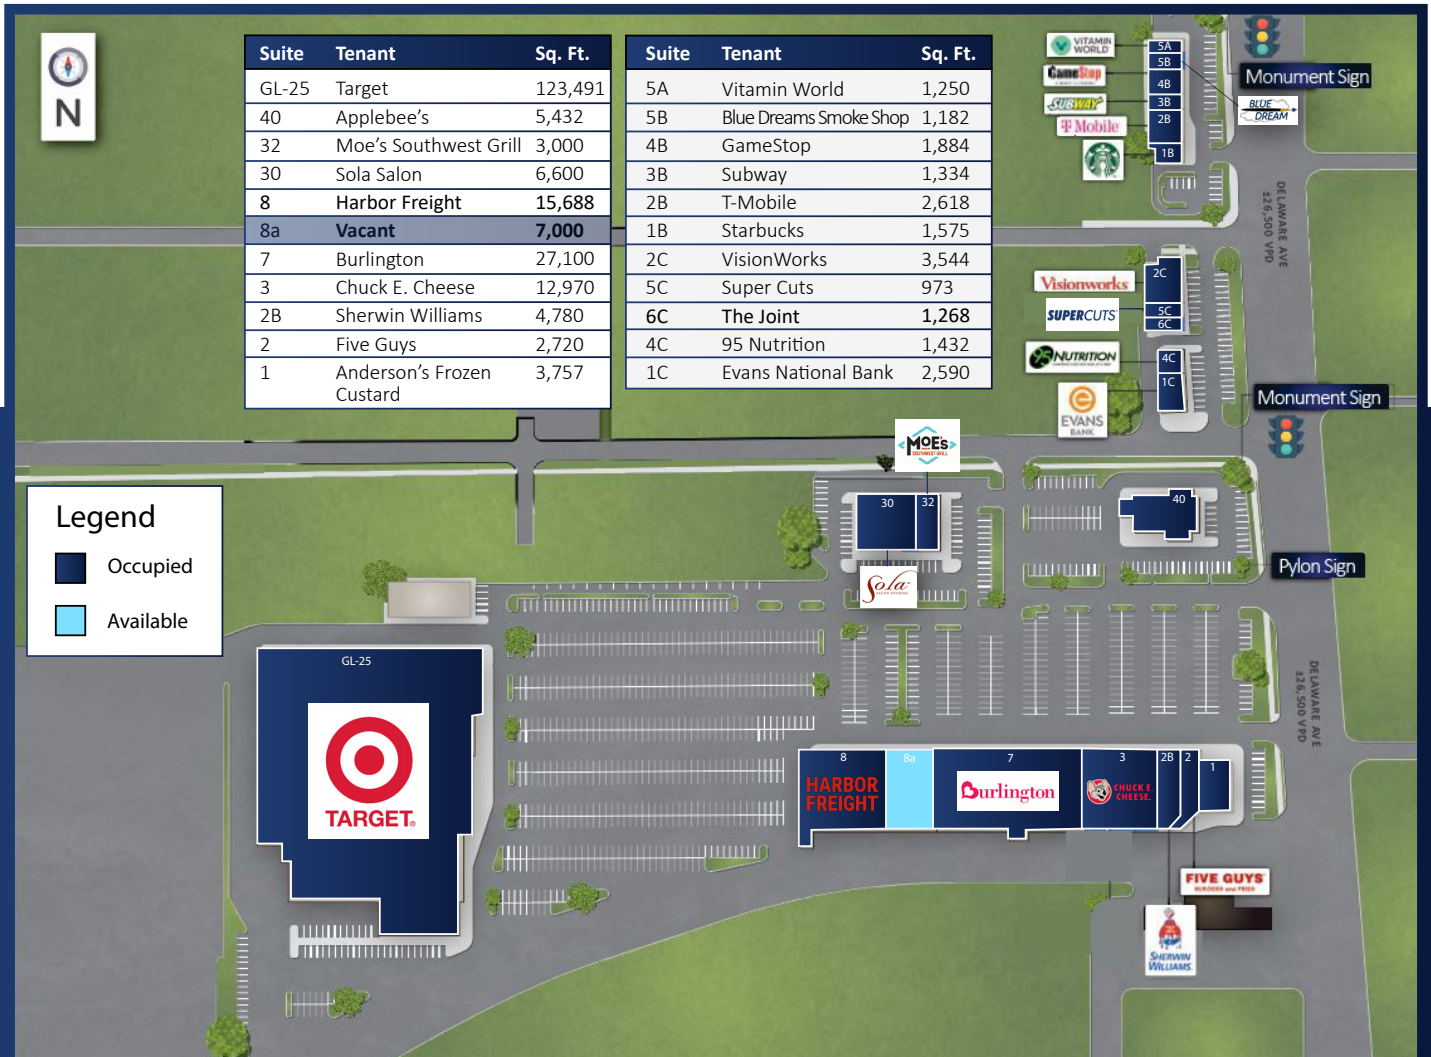 N
Suite Tenant Sq. Ft.
GL-25 Target 123,491
40 Applebee's 5,432
32 Moe's Southwest Grill 3,000
30 Sola Salon 6,600
8 Harbor Freight 15,688
8a Vacant 7,000
7 Burlington 27,100
3 Chuck E. Cheese 12,970
2B Sherwin Williams 4,780
2 Five Guys 2,720
1 Anderson's Frozen 3,757
Custard
Suite Tenant Sq. Ft.
5A Vitamin World 1,250
5B Blue Dreams Smoke Shop 1,182
4B GameStop 1,884
3B Subway 1,334
2B T-Mobile 2,618
1B Starbucks 1,575
2C VisionWorks 3,544
5C Super Cuts 973
6C The Joint 1,268
4C 95 Nutrition 1,432
1C Evans National Bank 2,590
VITAMIN
WORLD
GameStop
SUBWAY
T Mobile
5A
5B
4B
3B
2B
1B
Monument Sign
BLUE
DREAM
DELAWARE AVE
±26,500 VPD
Visionworks
SUPERCUTS
95 NUTRITION
EVANS
BANK
2C
5C
6C
4C
1C
Monument Sign
MOE'S
SOUTHWEST GRILL
30
32
40
Sola
SALON STUDIOS
Pylon Sign
Legend
Occupied
Available
DELAWARE AVE
±26,500 VPD
GL-25
TARGET
8
HARBOR
FREIGHT
8a
7
Burlington
3
CHUCK E.
CHEESE.
2B
2
1
FIVE GUYS
BURGERS and FRIES
SHERWIN
WILLIAMS.